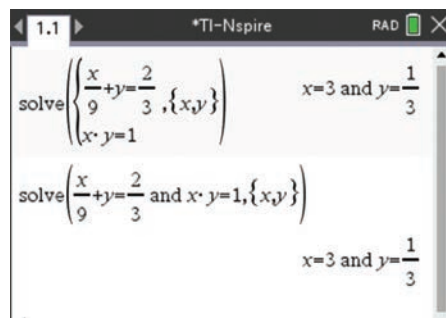 1.1 *TI-Nspire RAD
solve({x/9+y=2/3, x·y=1,{x,y}) x=3 and y=1/3
solve(x/9+y=2/3 and x·y=1,{x,y})
x=3 and y=1/3